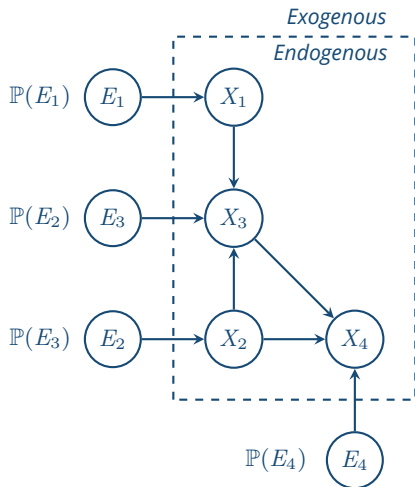 Exogenous
Endogenous
ℙ(E₁) E₁ X₁
ℙ(E₂) E₃ X₃
ℙ(E₃) E₂ X₂ X₄
ℙ(E₄) E₄